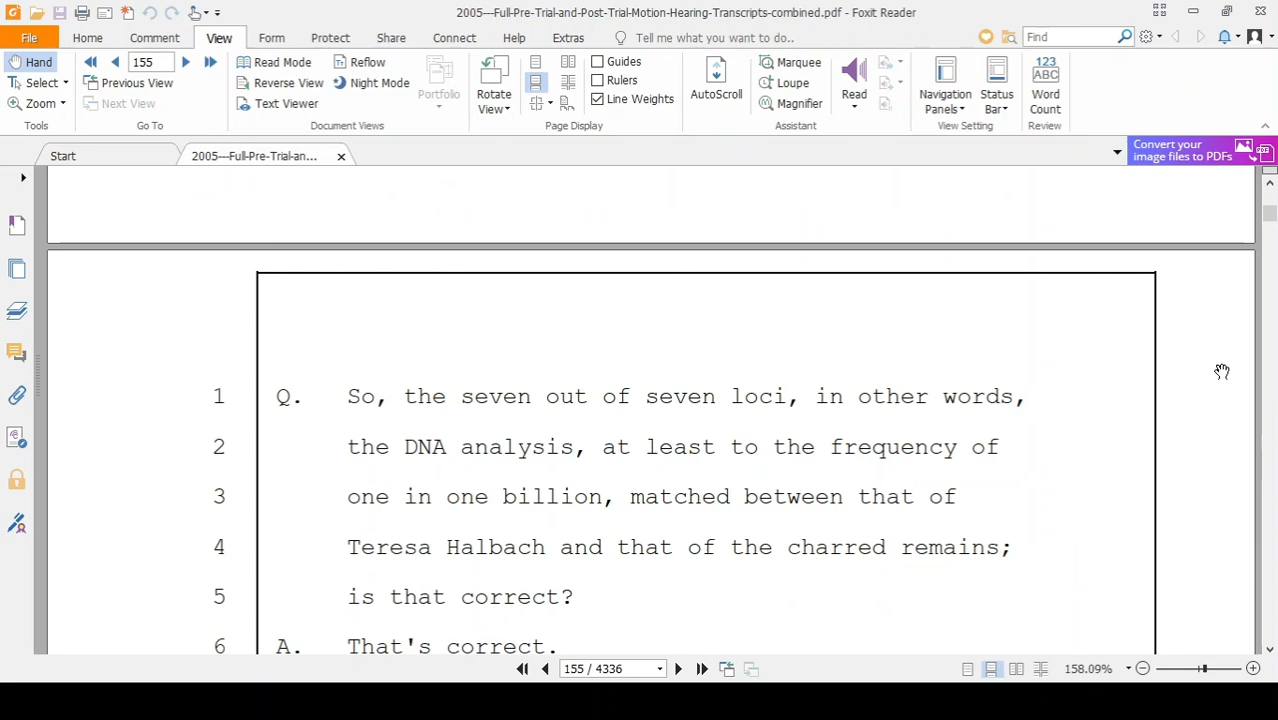 2005-Full-Pre-Trial-and-Post-Trial-Motion-Hearing-Transcripts-combined.pdf - Foxit Reader
File Home Comment View Form Protect Share Connect Help Extras Tell me what you want to do.. Find
Hand 155 Read Mode Reflow Guides Marquee
Select Previous View Reverse View Night Mode Portfolio Rotate View Rulers AutoScroll Loupe Read Navigation Panels Status Bar 123 ABC Word Count
Zoom Next View Text Viewer Line Weights Magnifier
Tools Go To Document Views Page Display Assistant View Setting Review
Start 2005---Full-Pre-Trial-an... Convert your image files to PDFs PDF
1 Q. So, the seven out of seven loci, in other words,
2 the DNA analysis, at least to the frequency of
3 one in one billion, matched between that of
4 Teresa Halbach and that of the charred remains;
5 is that correct?
6 A. That's correct.
155 / 4336 158.09%